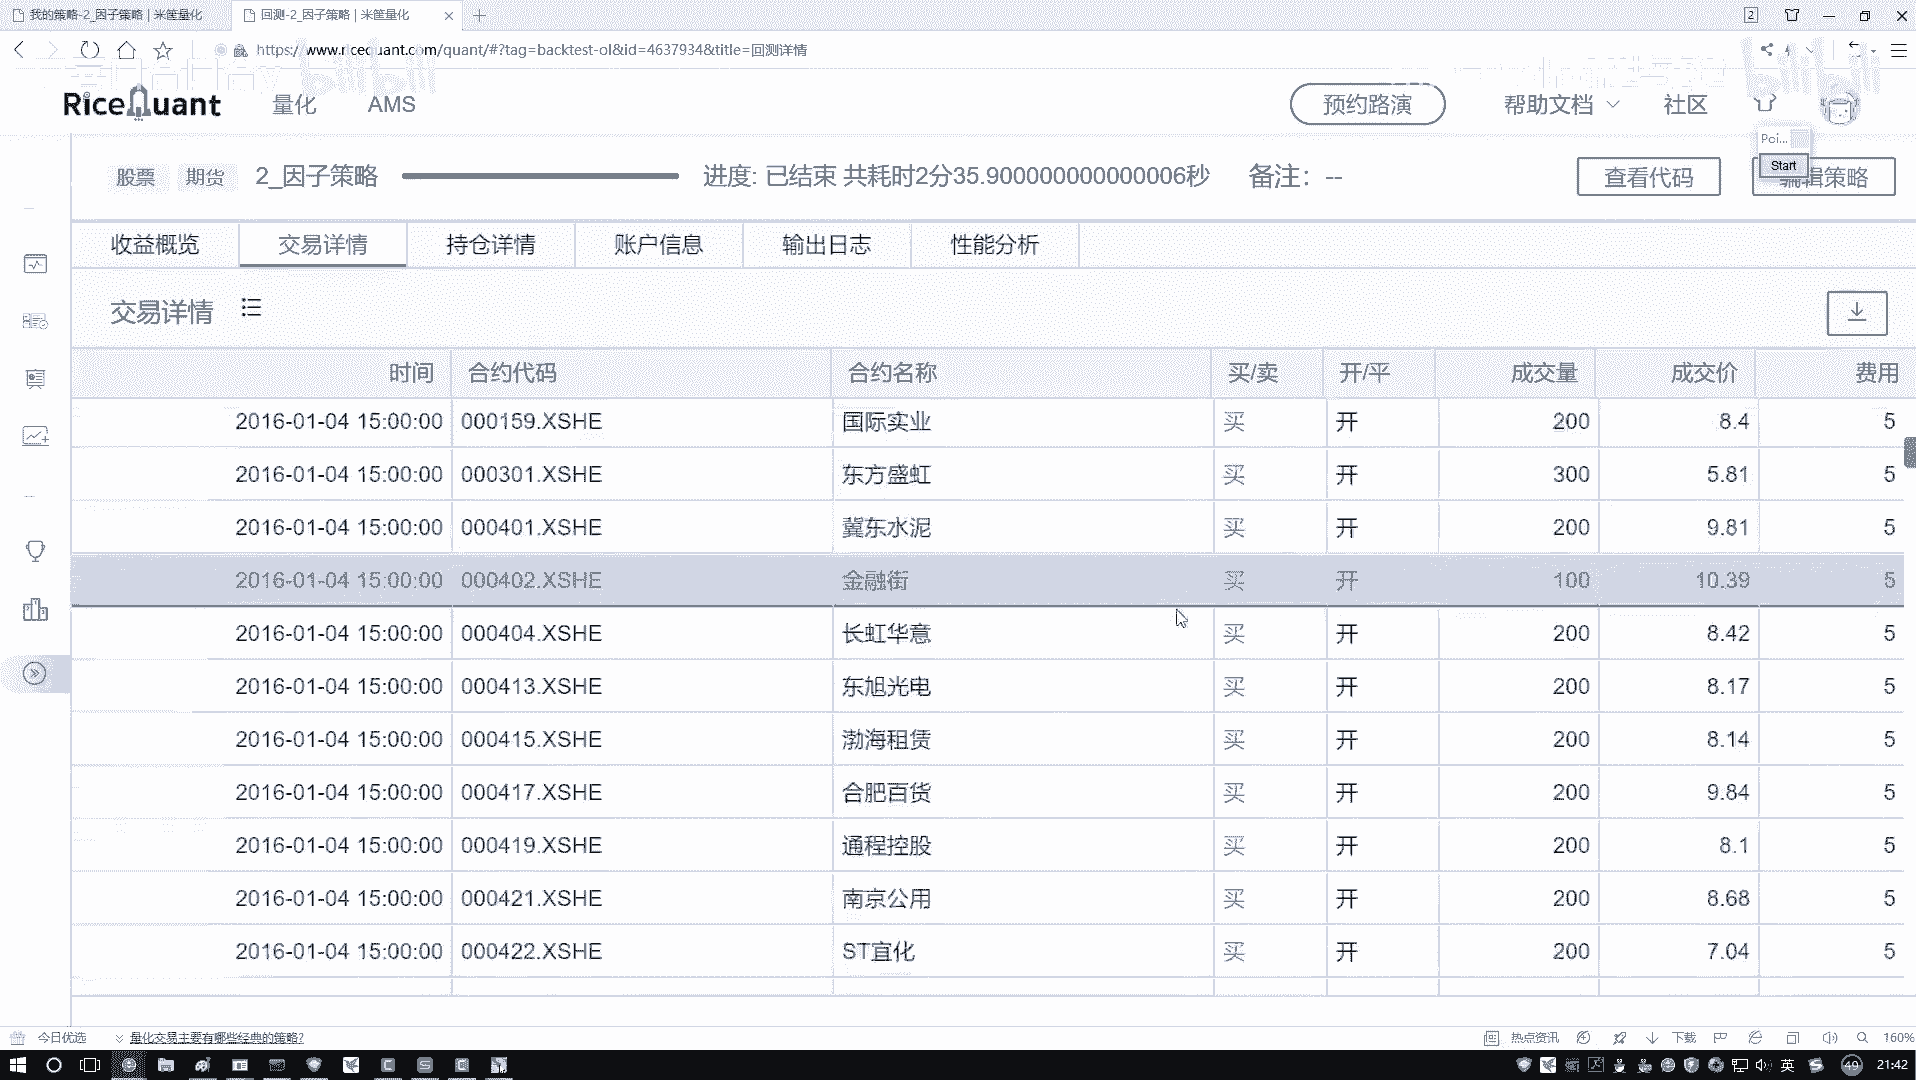 我的策略-2_因子策略 | 米筐量化
回测-2_因子策略 | 米筐量化
2
https://www.ricequant.com/quant/#?tag=backtest-ol&id=4637934&title=回测详情
bilibili
bilibili
RiceQuant 量化 AMS 预约路演 帮助文档 社区
Poi...
Start
股票 期货 2_因子策略 进度: 已结束 共耗时2分35.900000000000006秒 备注: -- 查看代码 编辑策略
收益概览 交易详情 持仓详情 账户信息 输出日志 性能分析
交易详情
时间 合约代码 合约名称 买/卖 开/平 成交量 成交价 费用
2016-01-04 15:00:00 000159.XSHE 国际实业 买 开 200 8.4 5
2016-01-04 15:00:00 000301.XSHE 东方盛虹 买 开 300 5.81 5
2016-01-04 15:00:00 000401.XSHE 冀东水泥 买 开 200 9.81 5
2016-01-04 15:00:00 000402.XSHE 金融街 买 开 100 10.39 5
2016-01-04 15:00:00 000404.XSHE 长虹华意 买 开 200 8.42 5
2016-01-04 15:00:00 000413.XSHE 东旭光电 买 开 200 8.17 5
2016-01-04 15:00:00 000415.XSHE 渤海租赁 买 开 200 8.14 5
2016-01-04 15:00:00 000417.XSHE 合肥百货 买 开 200 9.84 5
2016-01-04 15:00:00 000419.XSHE 通程控股 买 开 200 8.1 5
2016-01-04 15:00:00 000421.XSHE 南京公用 买 开 200 8.68 5
2016-01-04 15:00:00 000422.XSHE ST宜化 买 开 200 7.04 5
今日优选 量化交易主要有哪些经典的策略? 热点资讯 下载 160%
英 49 21:42